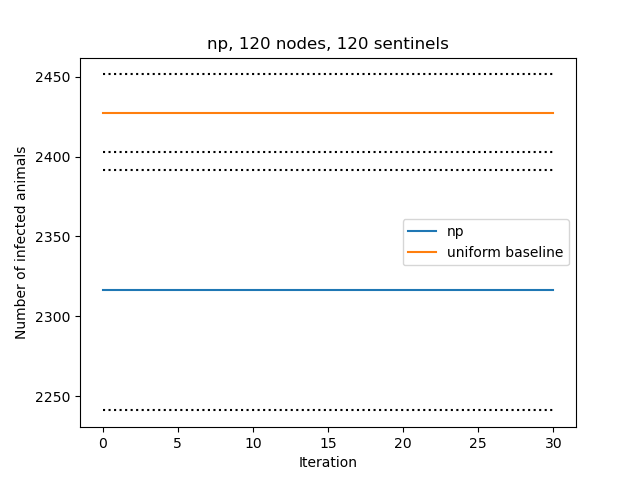 np, 120 nodes, 120 sentinels
Number of infected animals
2450
2400
2350
2300
2250
np
uniform baseline
0 5 10 15 20 25 30
Iteration